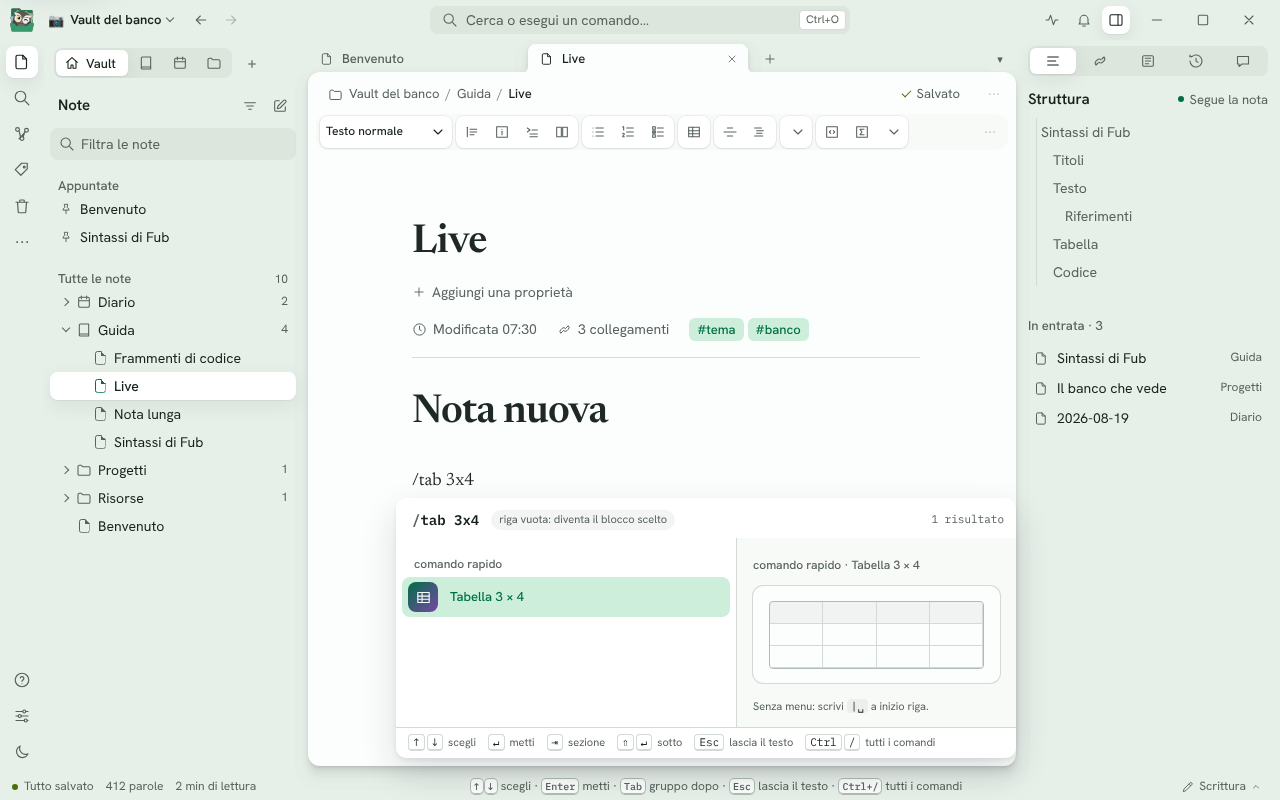 Vault del banco
Cerca o esegui un comando...
Ctrl+O
Vault
Benvenuto
Live
Note
Filtra le note
Appuntate
Benvenuto
Sintassi di Fub
Tutte le note 10
Diario 2
Guida 4
Frammenti di codice
Live
Nota lunga
Sintassi di Fub
Progetti 1
Risorse 1
Benvenuto
Vault del banco / Guida / Live
Salvato
Testo normale
Live
Aggiungi una proprietà
Modificata 07:30
3 collegamenti
#tema
#banco
Nota nuova
/tab 3x4
/tab 3x4
riga vuota: diventa il blocco scelto
1 risultato
comando rapido
Tabella 3 × 4
comando rapido · Tabella 3 × 4
Senza menu: scrivi |␣ a inizio riga.
↑ ↓ scegli ↵ metti ⇥ sezione ⇧ ↵ sotto Esc lascia il testo Ctrl / tutti i comandi
Struttura
Segue la nota
Sintassi di Fub
Titoli
Testo
Riferimenti
Tabella
Codice
In entrata · 3
Sintassi di Fub Guida
Il banco che vede Progetti
2026-08-19 Diario
Tutto salvato 412 parole 2 min di lettura
↑ ↓ scegli · Enter metti · Tab gruppo dopo · Esc lascia il testo · Ctrl+/ tutti i comandi
Scrittura